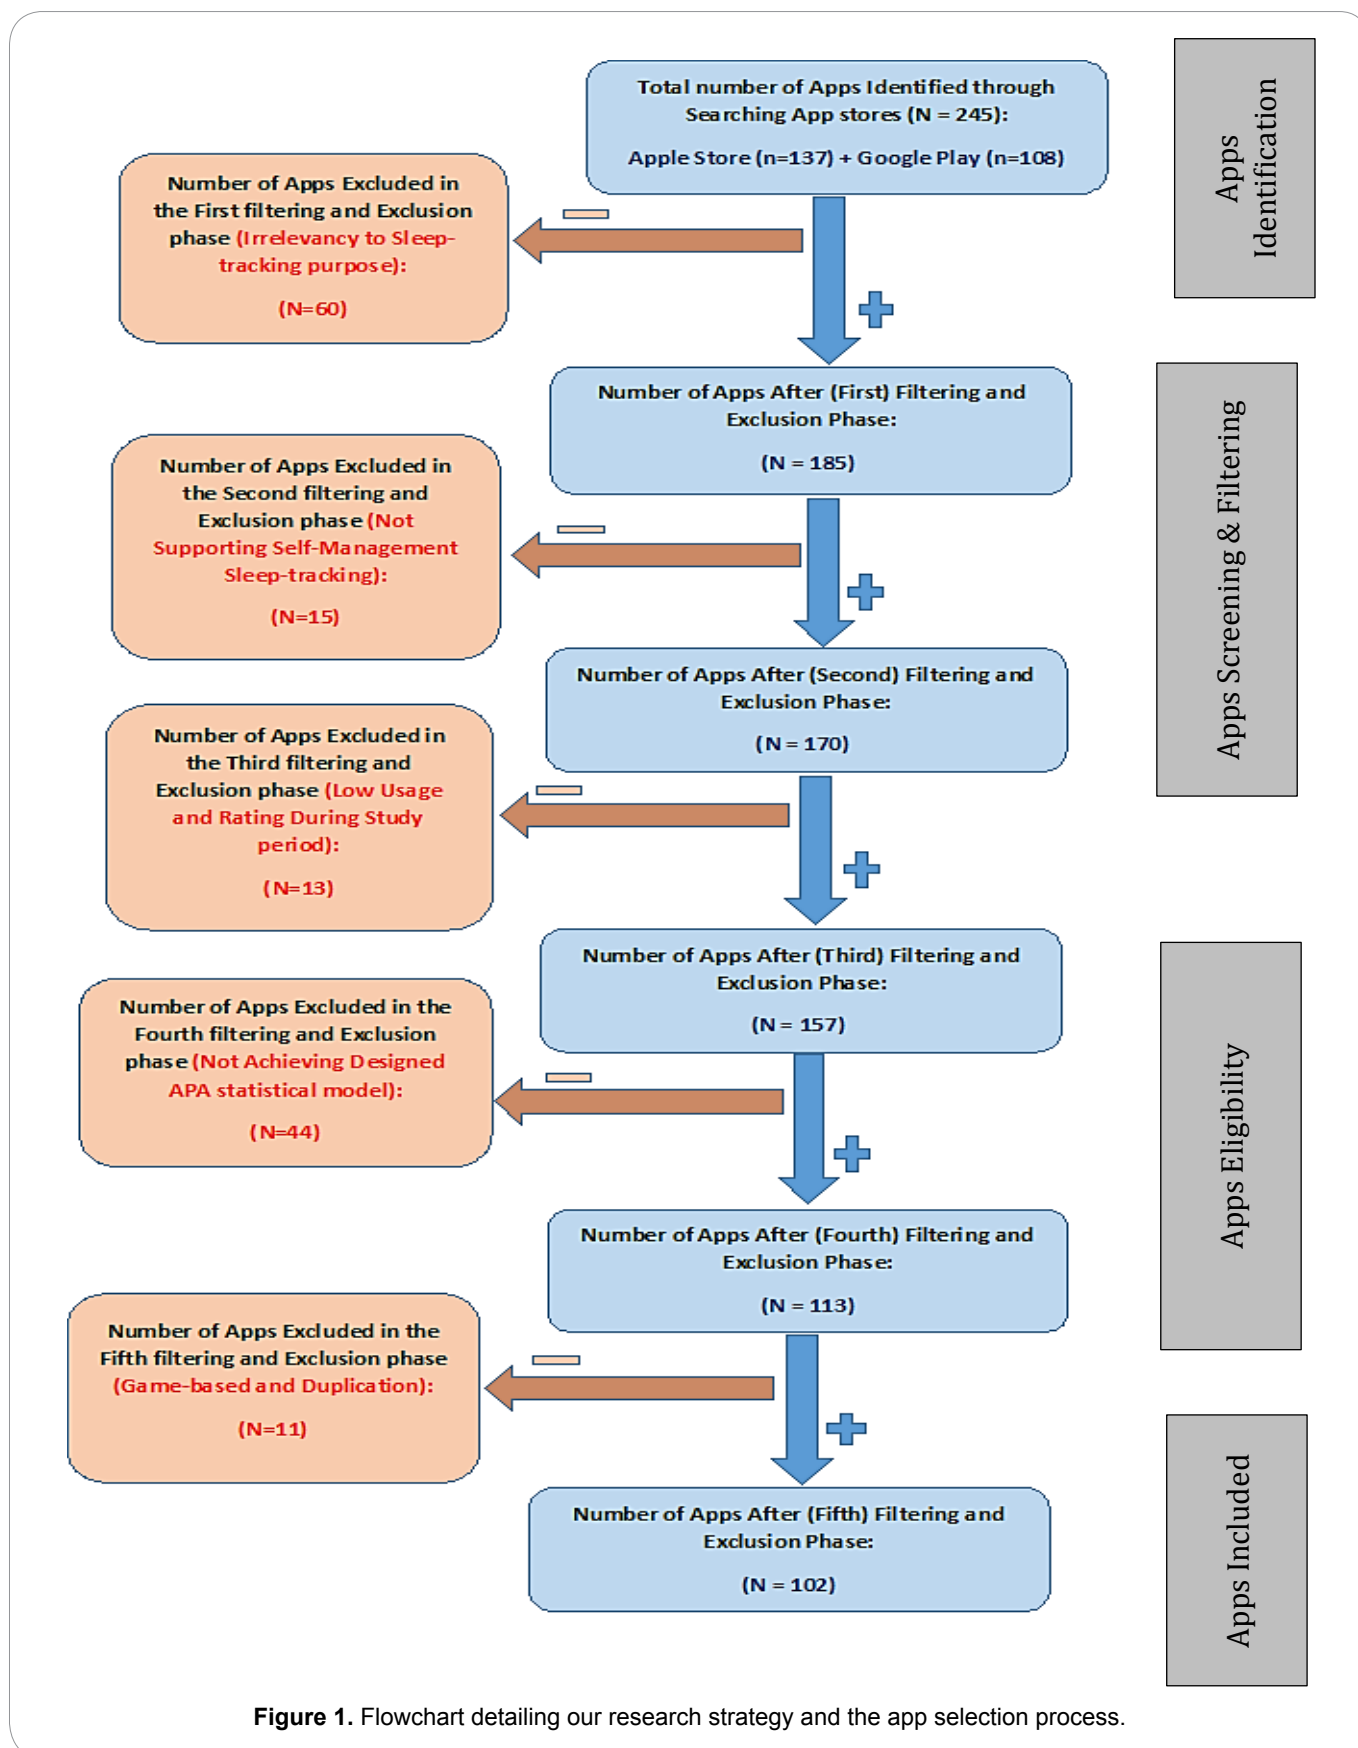 Total number of Apps Identified through
Searching App stores (N = 245):
Apple Store (n=137) + Google Play (n=108)
Apps
Identification
Number of Apps Excluded in
the First filtering and Exclusion
phase (Irrelevancy to Sleep-
tracking purpose):
(N=60)
Number of Apps After (First) Filtering and
Exclusion Phase:
(N = 185)
Apps Screening & Filtering
Number of Apps Excluded in
the Second filtering and
Exclusion phase (Not
Supporting Self-Management
Sleep-tracking):
(N=15)
Number of Apps After (Second) Filtering and
Exclusion Phase:
(N = 170)
Number of Apps Excluded in
the Third filtering and
Exclusion phase (Low Usage
and Rating During Study
period):
(N=13)
Number of Apps After (Third) Filtering and
Exclusion Phase:
(N = 157)
Apps Eligibility
Number of Apps Excluded in the
Fourth filtering and Exclusion
phase (Not Achieving Designed
APA statistical model):
(N=44)
Number of Apps After (Fourth) Filtering and
Exclusion Phase:
(N = 113)
Number of Apps Excluded in the
Fifth filtering and Exclusion phase
(Game-based and Duplication):
(N=11)
Number of Apps After (Fifth) Filtering and
Exclusion Phase:
(N = 102)
Apps Included
Figure 1. Flowchart detailing our research strategy and the app selection process.